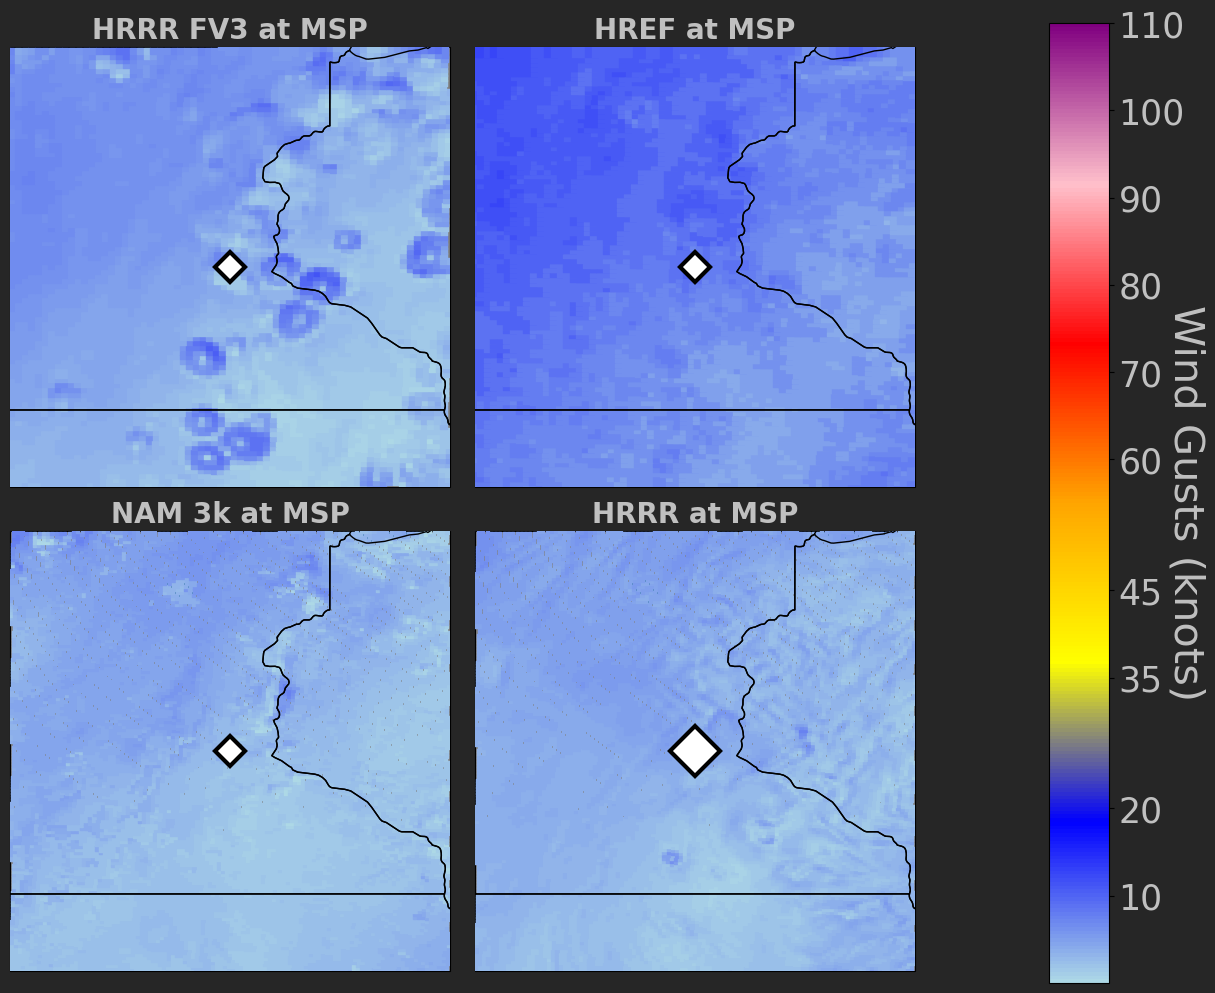 HRRR FV3 at MSP
HREF at MSP
NAM 3k at MSP
HRRR at MSP
110
100
90
80
70
60
45
35
20
10
Wind Gusts (knots)